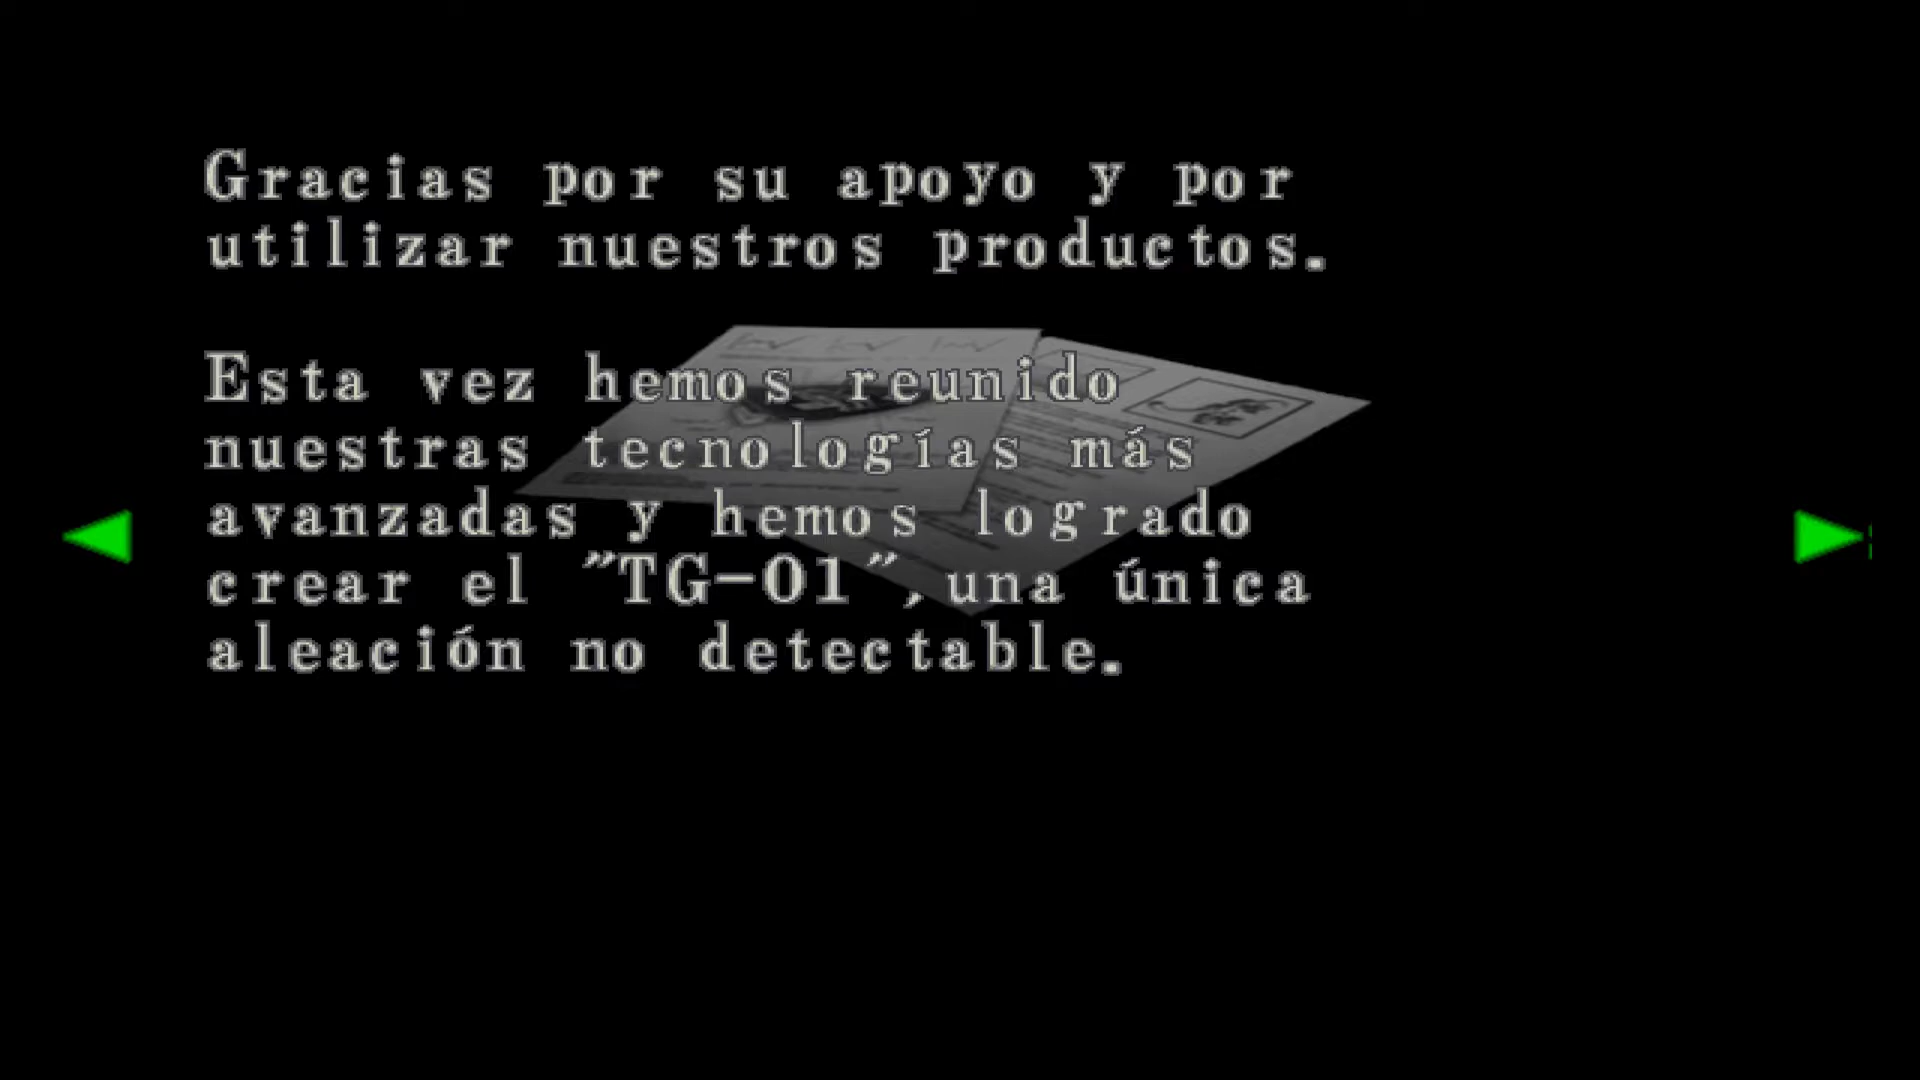 Gracias por su apoyo y por
utilizar nuestros productos.
Esta vez hemos reunido
nuestras tecnologías más
avanzadas y hemos logrado
crear el "TG-01",una única
aleación no detectable.